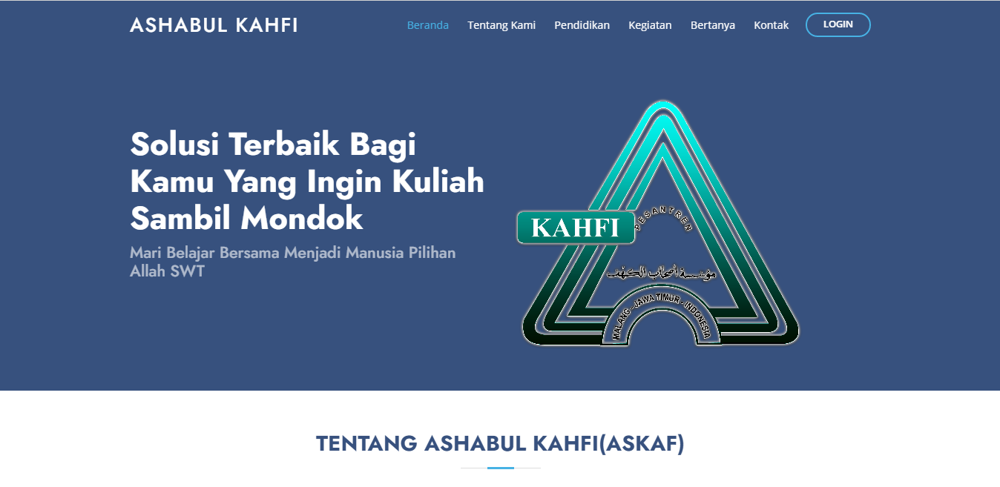 ASHABUL KAHFI
Beranda Tentang Kami Pendidikan Kegiatan Bertanya Kontak LOGIN
Solusi Terbaik Bagi
Kamu Yang Ingin Kuliah
Sambil Mondok
Mari Belajar Bersama Menjadi Manusia Pilihan
Allah SWT
PESANTREN
KAHFI
مؤسسة أصحاب الكهف
MALANG - JAWA TIMUR - INDONESIA
TENTANG ASHABUL KAHFI(ASKAF)